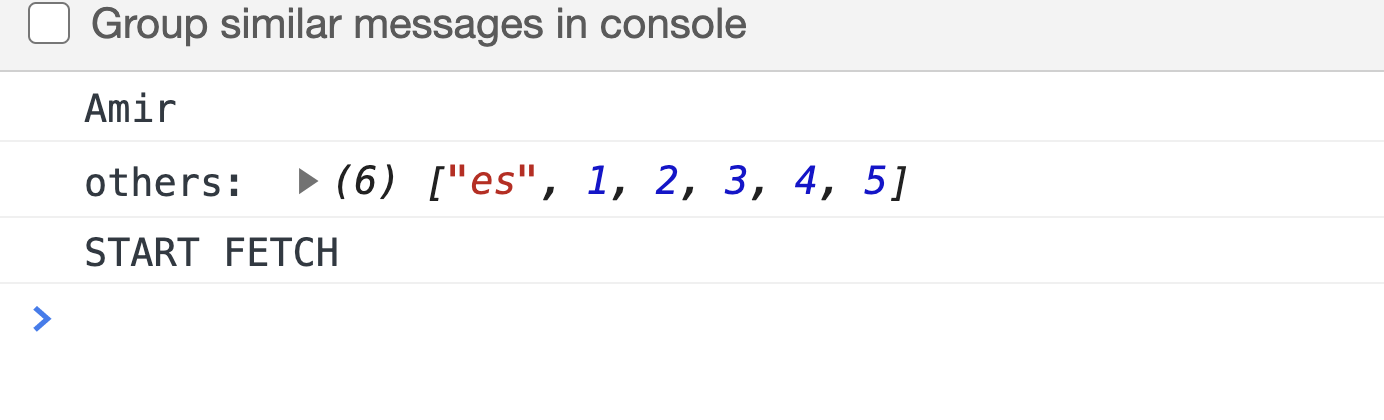 Group similar messages in console
Amir
others: (6) ["es", 1, 2, 3, 4, 5]
START FETCH